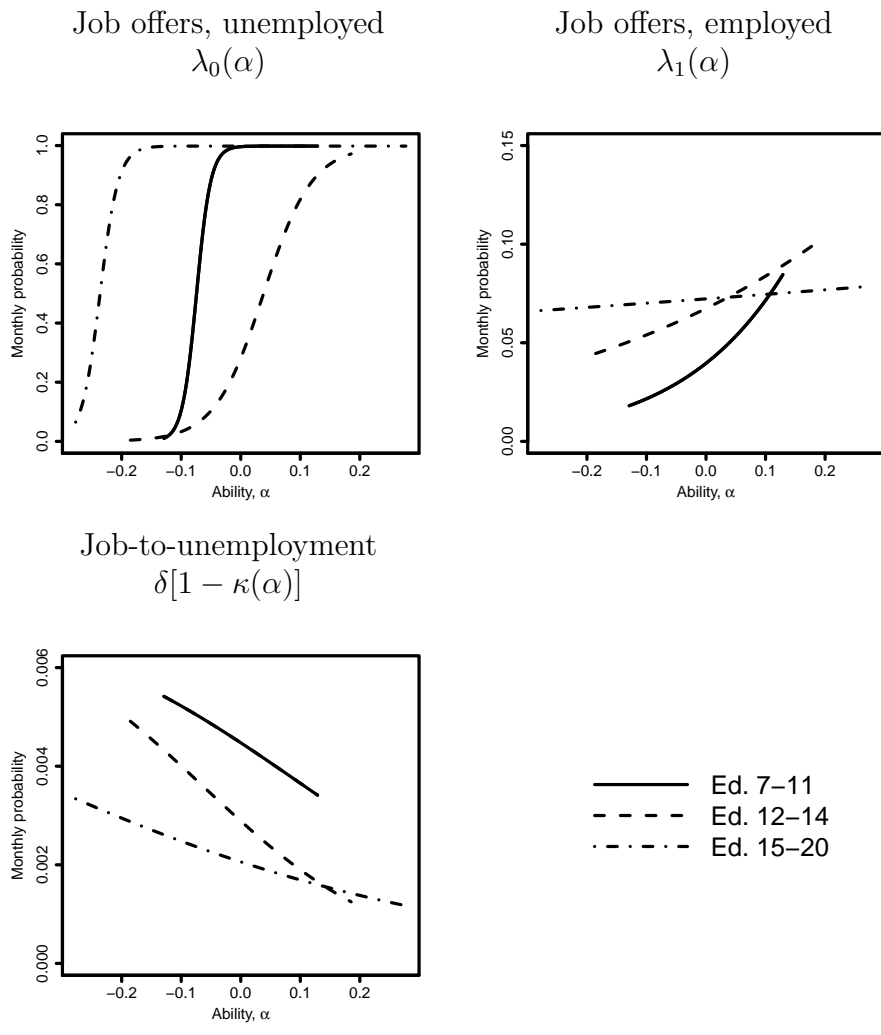 Job offers, unemployed
λ₀(α)
Monthly probability
1.0
0.8
0.6
0.4
0.2
0.0
−0.2 −0.1 0.0 0.1 0.2
Ability, α
Job offers, employed
λ₁(α)
Monthly probability
0.15
0.10
0.05
0.00
−0.2 −0.1 0.0 0.1 0.2
Ability, α
Job-to-unemployment
δ[1 − κ(α)]
Monthly probability
0.006
0.004
0.002
0.000
−0.2 −0.1 0.0 0.1 0.2
Ability, α
Ed. 7−11
Ed. 12−14
Ed. 15−20